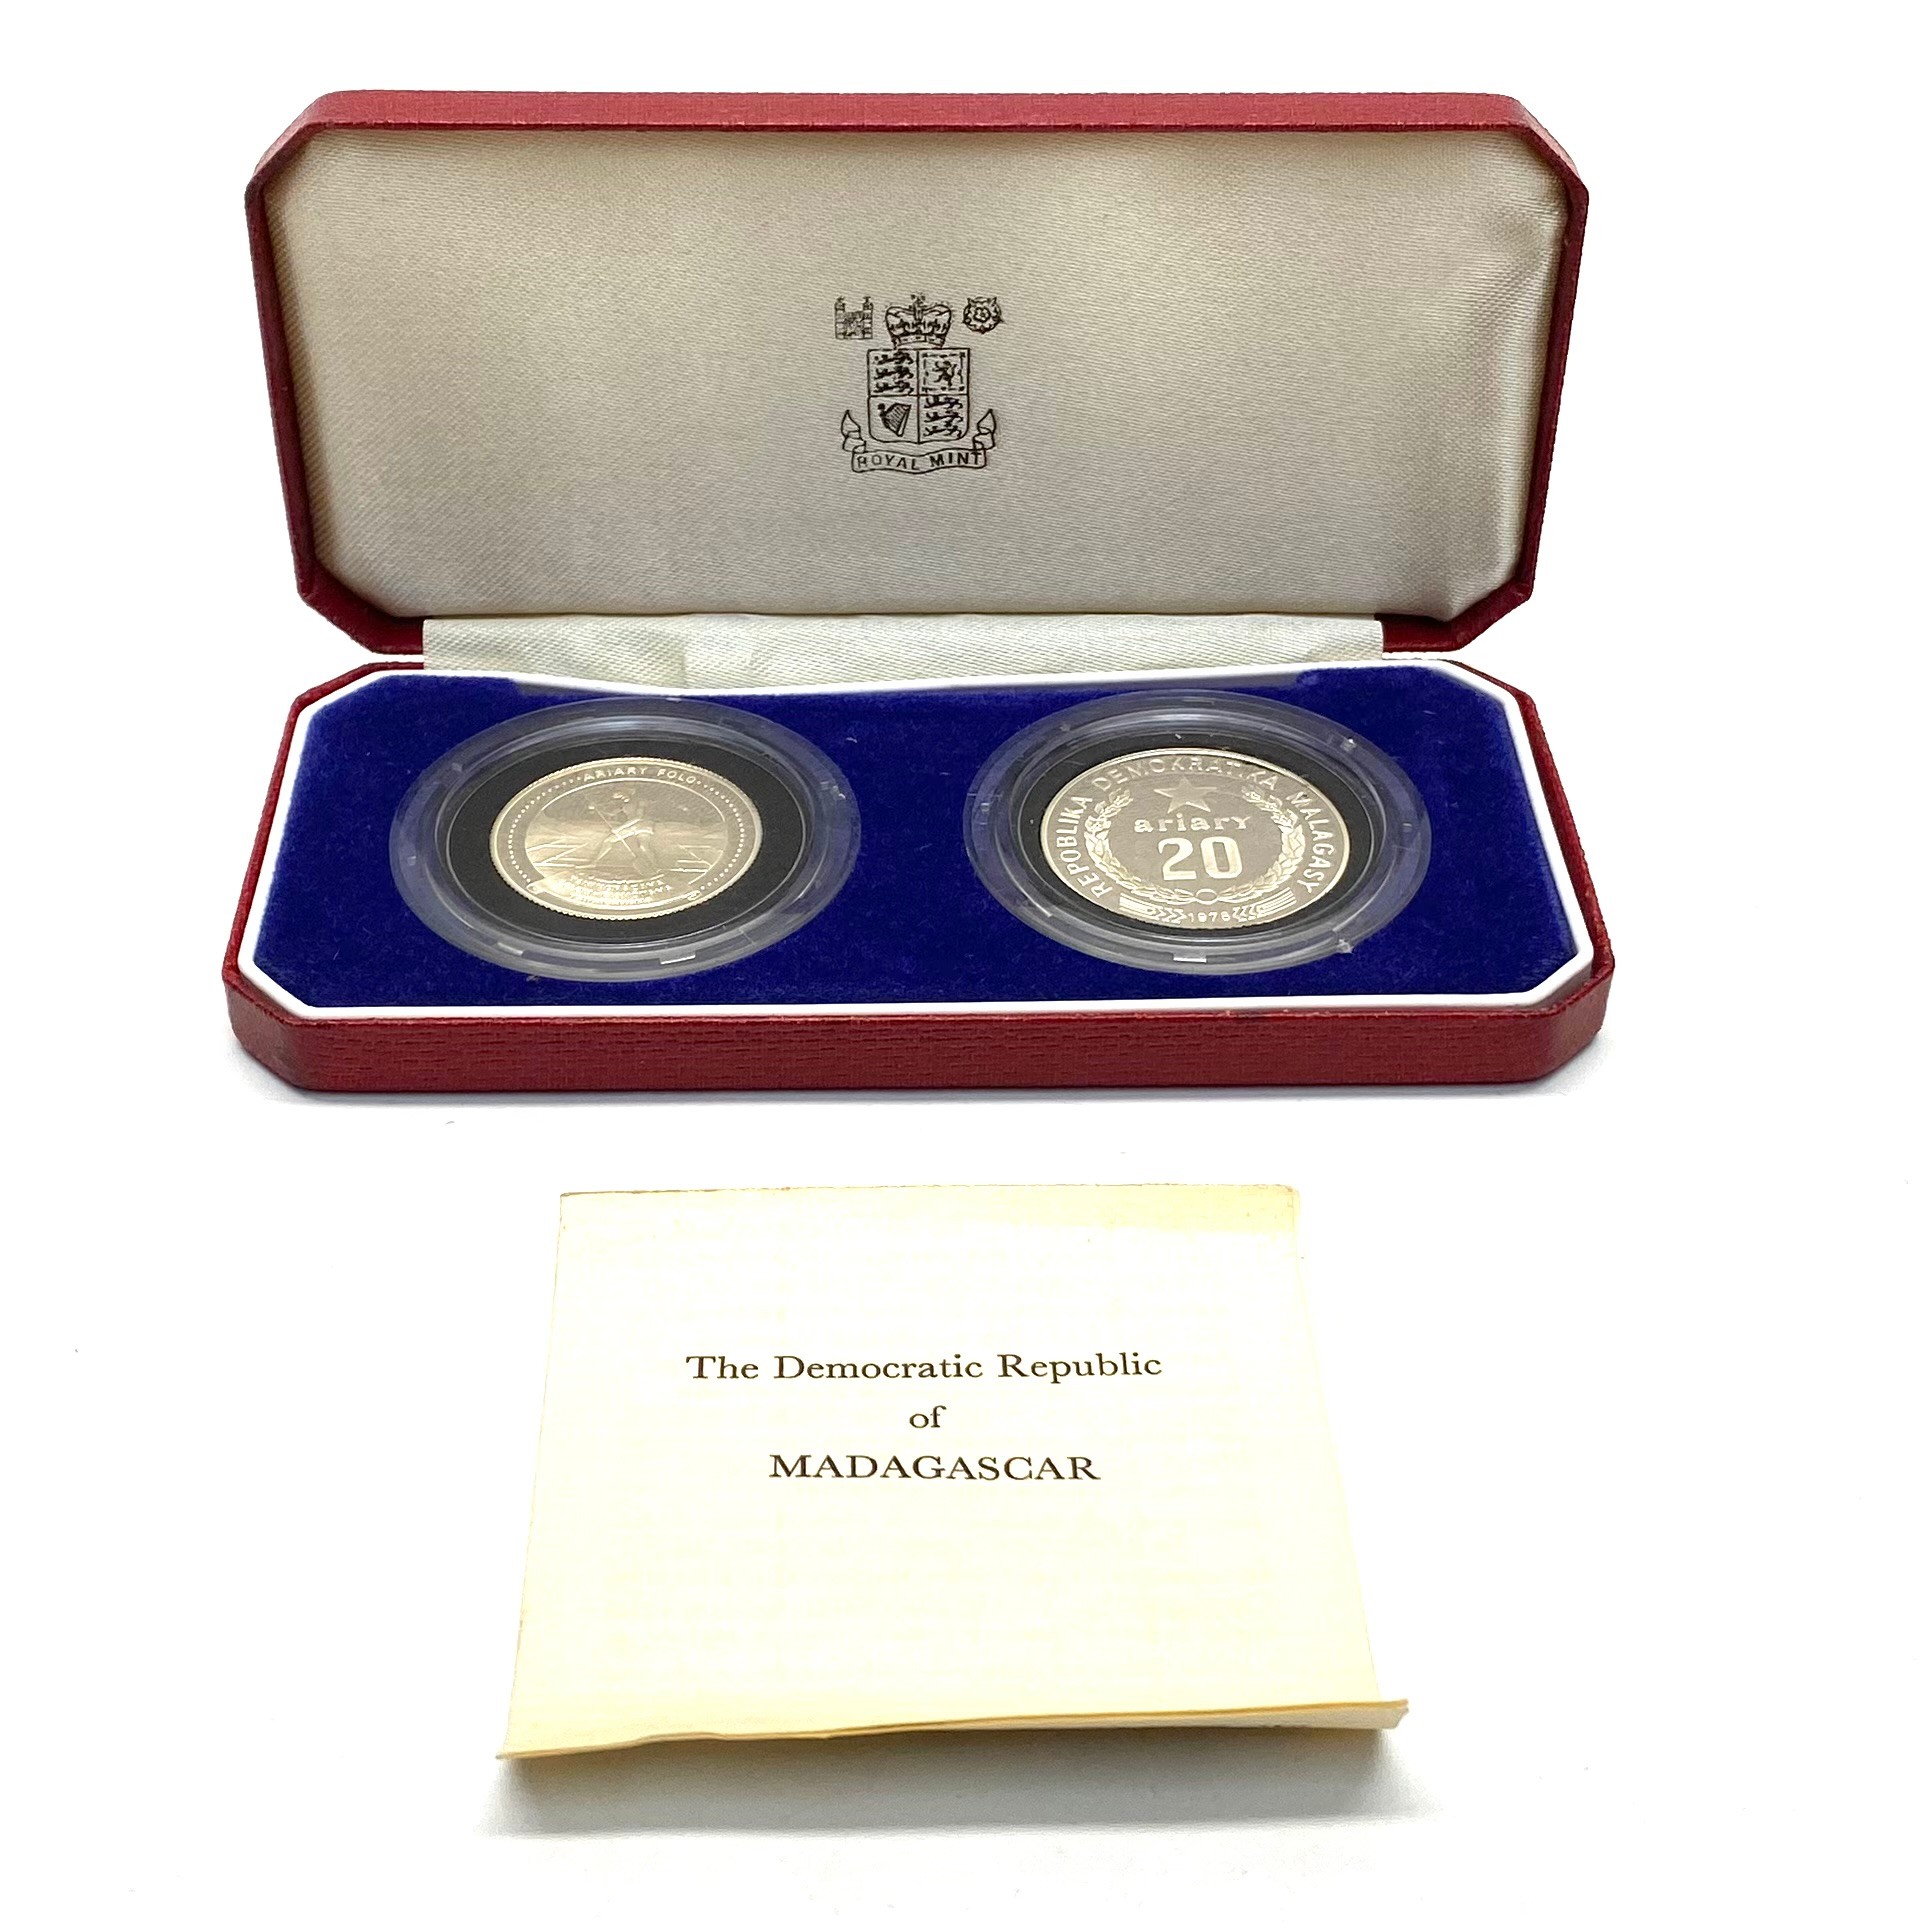 ROYAL MINT
ARIARY FOLO
REPOBLIKA DEMOKRATIKA MALAGASY
ariary
20
1978
The Democratic Republic
of
MADAGASCAR